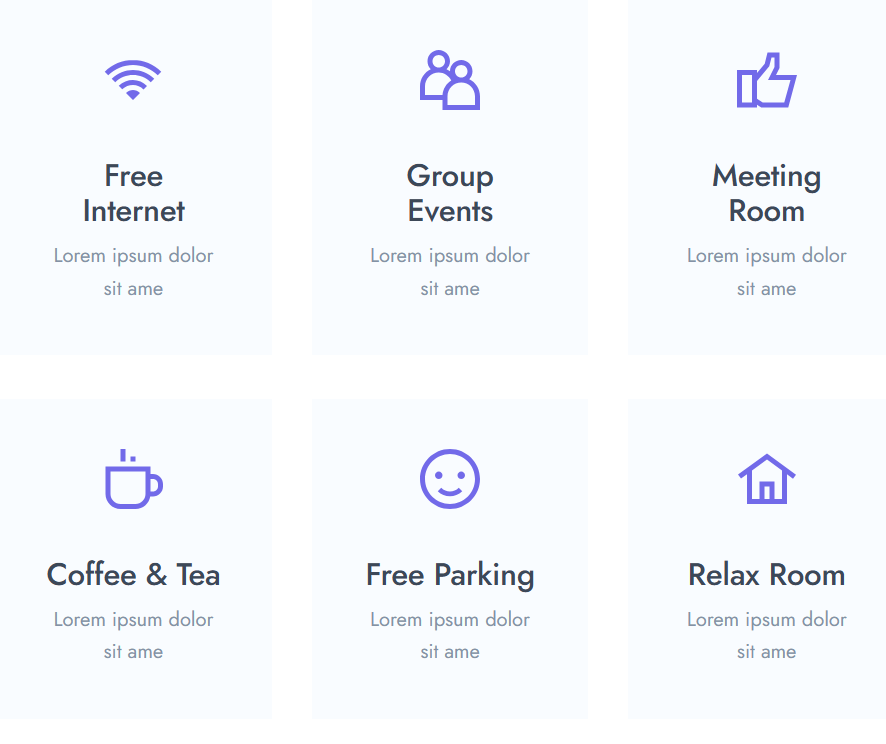 Free
Internet
Lorem ipsum dolor
sit ame
Group
Events
Lorem ipsum dolor
sit ame
Meeting
Room
Lorem ipsum dolor
sit ame
Coffee & Tea
Lorem ipsum dolor
sit ame
Free Parking
Lorem ipsum dolor
sit ame
Relax Room
Lorem ipsum dolor
sit ame